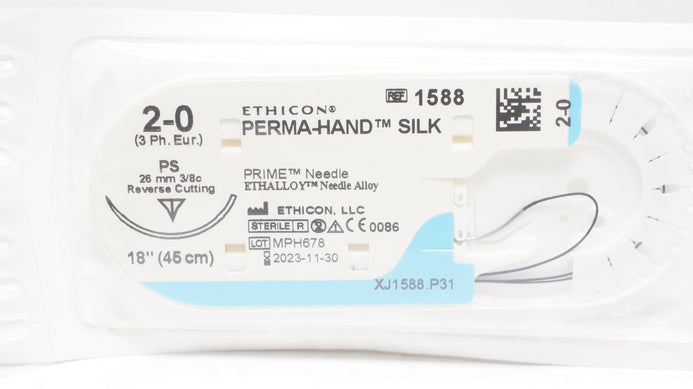 2-0
(3 Ph. Eur.)
PS
26 mm 3/8c
Reverse Cutting
18" (45 cm)
ETHICON®
REF 1588
PERMA-HAND™ SILK
PRIME™ Needle
ETHALLOY™ Needle Alloy
ETHICON, LLC
STERILE R 2 CE 0086
LOT MPH678
2023-11-30
XJ1588.P31
2-0